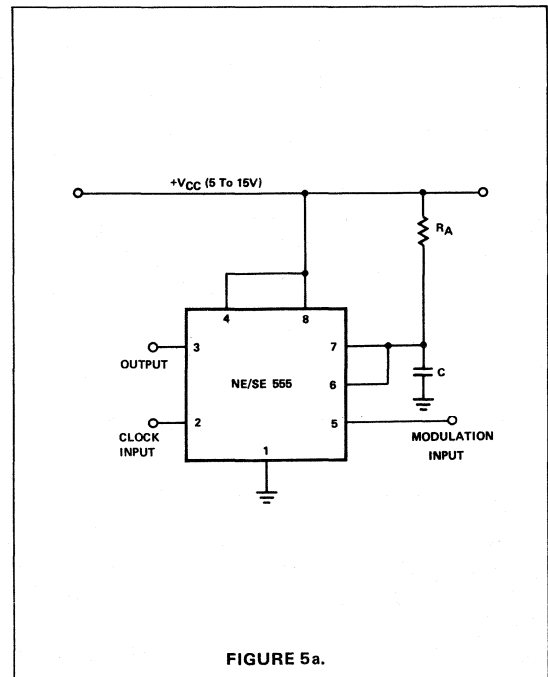 +VCC (5 To 15V)
RA
4 8
OUTPUT 3 7
NE/SE 555
C
6
CLOCK INPUT 2 5 MODULATION INPUT
1
FIGURE 5a.